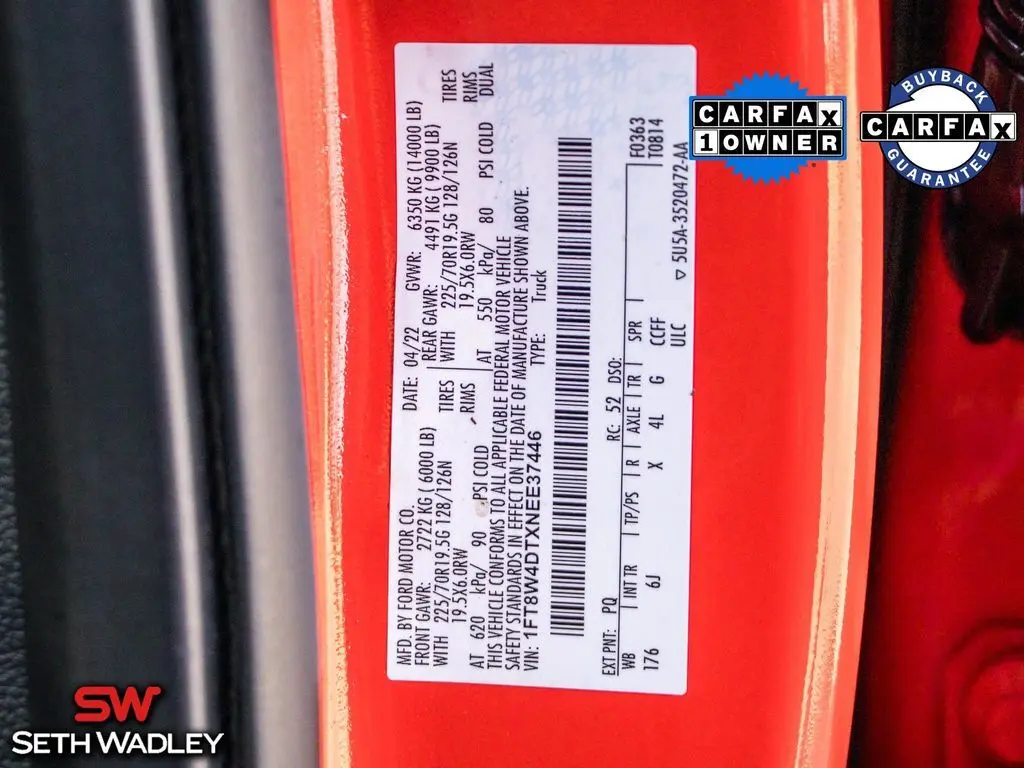 MFD. BY FORD MOTOR CO. DATE: 04/22 GVWR: 6350 KG (14000 LB)
FRONT GAWR: 2722 KG ( 6000 LB) REAR GAWR: 4491 KG ( 9900 LB)
WITH 225/70R19.5G 128/126N TIRES WITH 225/70R19.5G 128/126N TIRES
19.5X6.0RW RIMS 19.5X6.0RW RIMS
AT 620 kPa/ 90 PSI COLD AT 550 kPa/ 80 PSI COLD DUAL
THIS VEHICLE CONFORMS TO ALL APPLICABLE FEDERAL MOTOR VEHICLE
SAFETY STANDARDS IN EFFECT ON THE DATE OF MANUFACTURE SHOWN ABOVE.
VIN: 1FT8W4DTXNEE37446 TYPE: Truck
EXT PNT: PQ RC: 52 DSO: F0363
WB INT TR TP/PS R AXLE TR SPR T0814
176 6J X 4L G CCFF
ULC ▽ 5U5A-3520472-AA
CARFAX
1 OWNER
BUYBACK
CARFAX
GUARANTEE
SW
SETH WADLEY